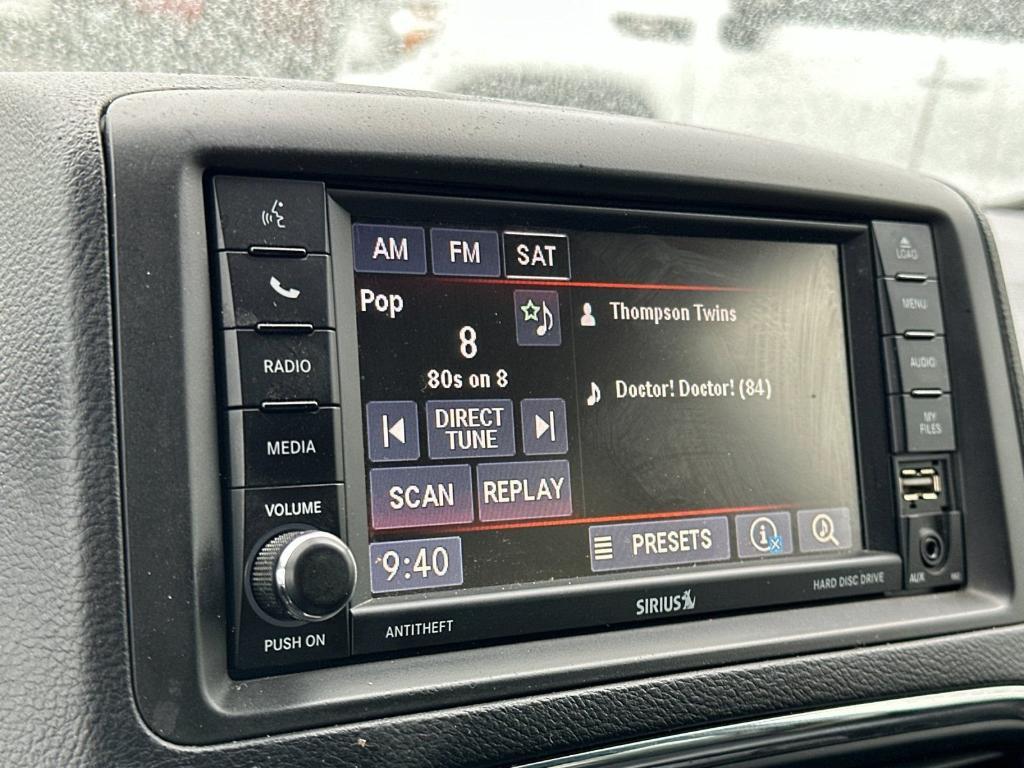 AM FM SAT
Pop
8
80s on 8
DIRECT
TUNE
SCAN REPLAY
9:40
Thompson Twins
Doctor! Doctor! (84)
PRESETS
RADIO
MEDIA
VOLUME
PUSH ON
ANTITHEFT
SIRIUS
HARD DISC DRIVE
LOAD
MENU
AUDIO
MY
FILES
AUX